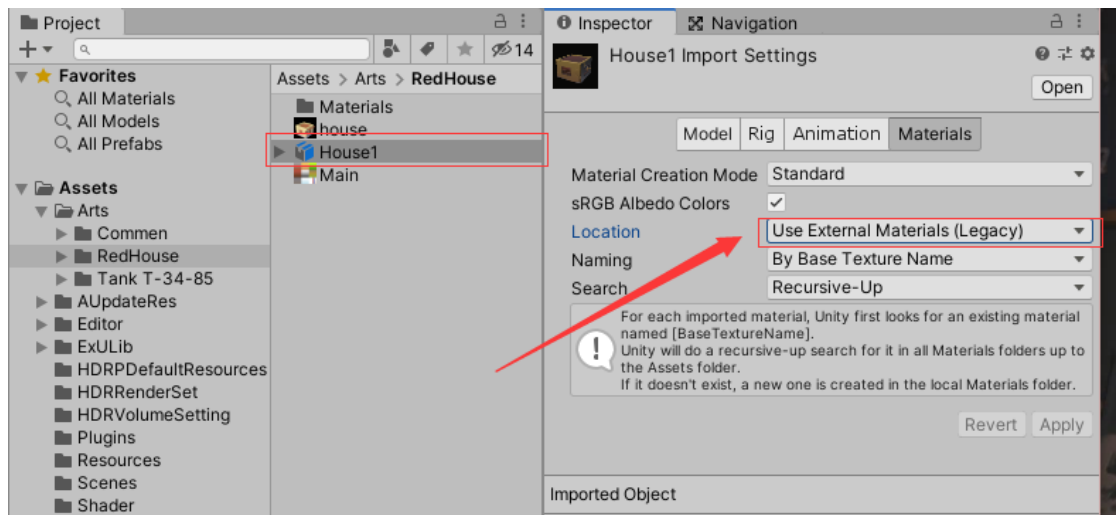 Project
14
Favorites
All Materials
All Models
All Prefabs
Assets
Arts
Commen
RedHouse
Tank T-34-85
AUpdateRes
Editor
ExULib
HDRPDefaultResources
HDRRenderSet
HDRVolumeSetting
Plugins
Resources
Scenes
Shader
Assets > Arts > RedHouse
Materials
house
House1
Main
Inspector
Navigation
House1 Import Settings
Open
Model Rig Animation Materials
Material Creation Mode Standard
sRGB Albedo Colors
Location Use External Materials (Legacy)
Naming By Base Texture Name
Search Recursive-Up
For each imported material, Unity first looks for an existing material
named [BaseTextureName].
Unity will do a recursive-up search for it in all Materials folders up to
the Assets folder.
If it doesn't exist, a new one is created in the local Materials folder.
Revert Apply
Imported Object